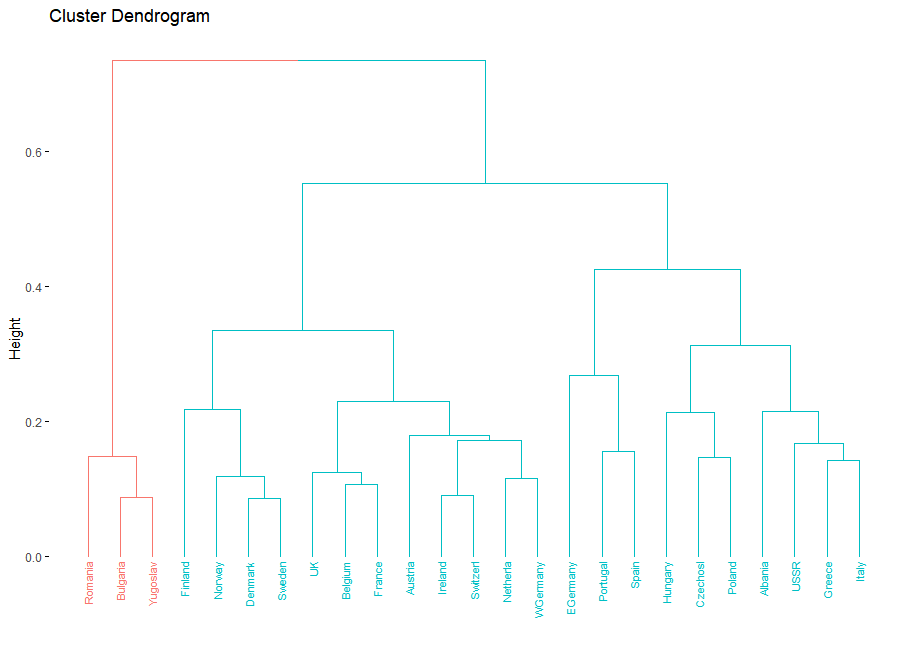 Cluster Dendrogram
Height
0.6
0.4
0.2
0.0
Romania
Bulgaria
Yugoslav
Finland
Norway
Denmark
Sweden
UK
Belgium
France
Austria
Ireland
Switzerl
Netherla
WGermany
EGermany
Portugal
Spain
Hungary
Czechosl
Poland
Albania
USSR
Greece
Italy